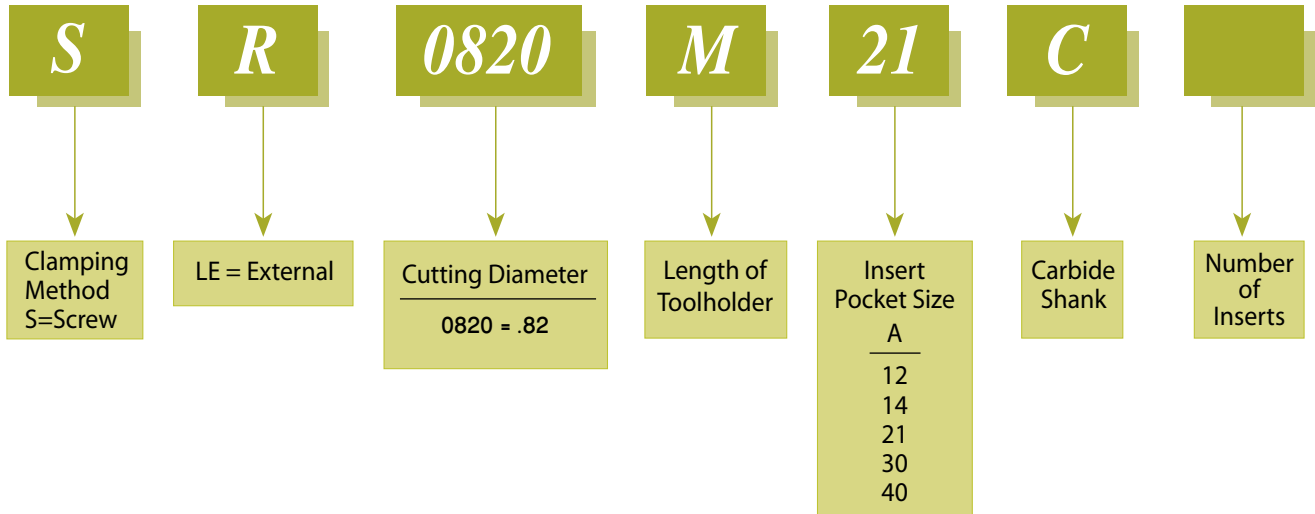 S R 0820 M 21 C
Clamping
Method
S=Screw
LE = External
Cutting Diameter
0820 = .82
Length of
Toolholder
Insert
Pocket Size
A
12
14
21
30
40
Carbide
Shank
Number
of
Inserts